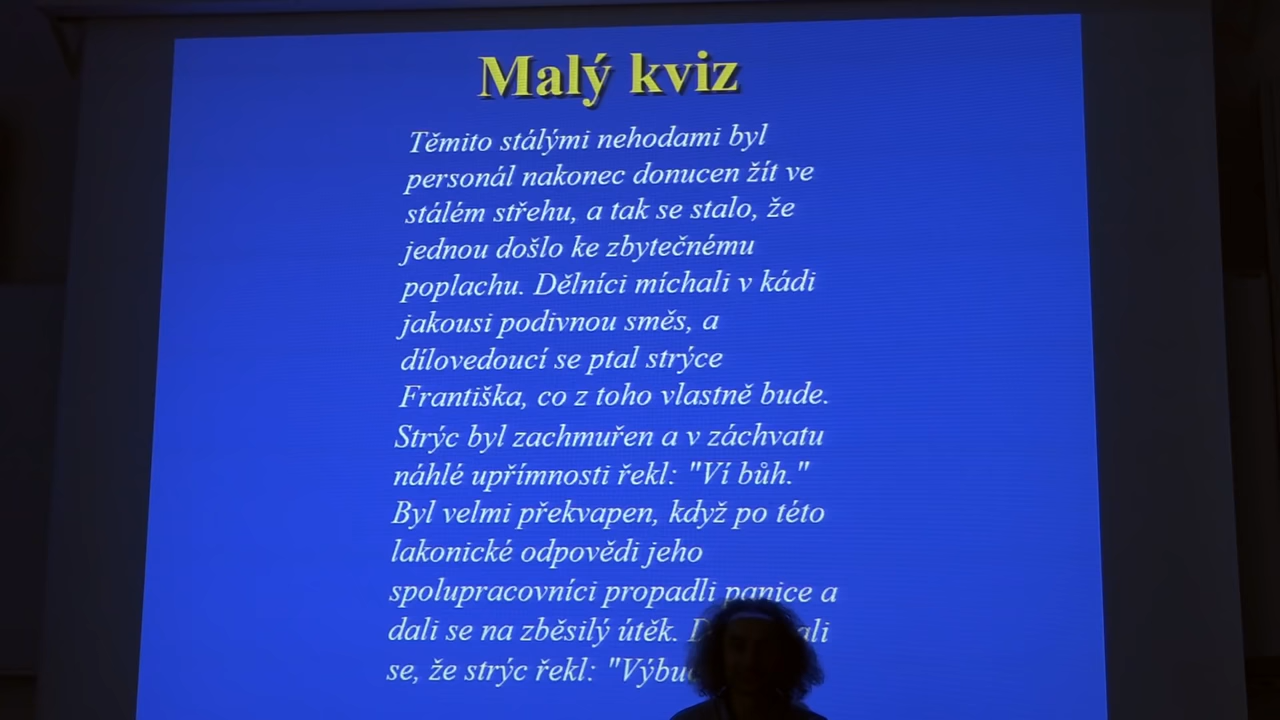 Malý kviz
Těmito stálými nehodami byl
personál nakonec donucen žít ve
stálém střehu, a tak se stalo, že
jednou došlo ke zbytečnému
poplachu. Dělníci míchali v kádi
jakousi podivnou směs, a
dílovedoucí se ptal strýce
Františka, co z toho vlastně bude.
Strýc byl zachmuřen a v záchvatu
náhlé upřímnosti řekl: "Ví bůh."
Byl velmi překvapen, když po této
lakonické odpovědi jeho
spolupracovníci propadli panice a
dali se na zběsilý útěk.
se, že strýc řekl: